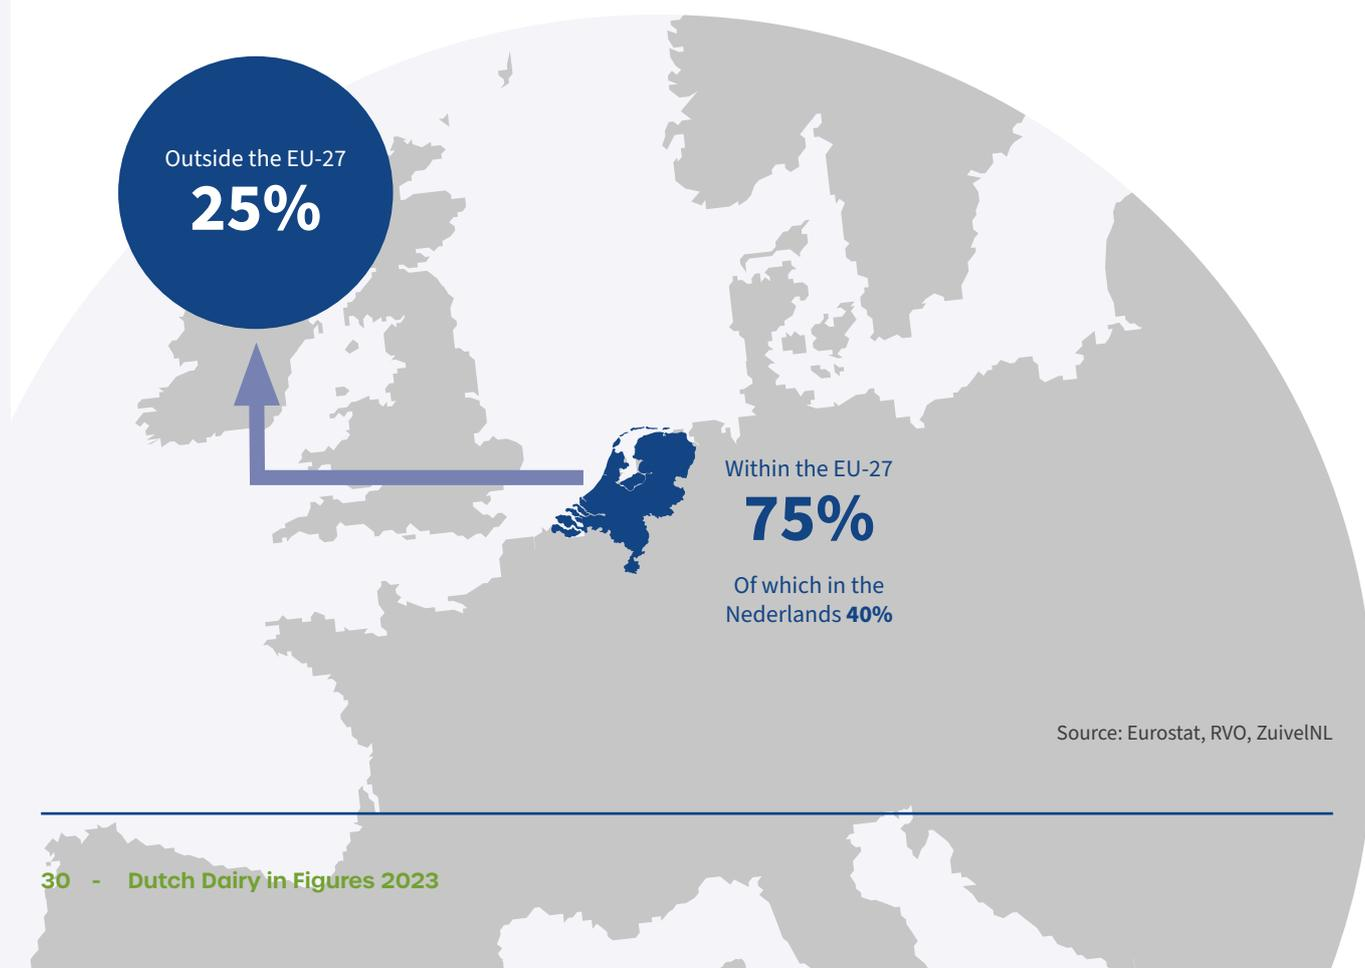 Outside the EU-27
25%
Within the EU-27
75%
Of which in the
Nederlands 40%
Source: Eurostat, RVO, ZuivelNL
30 - Dutch Dairy in Figures 2023